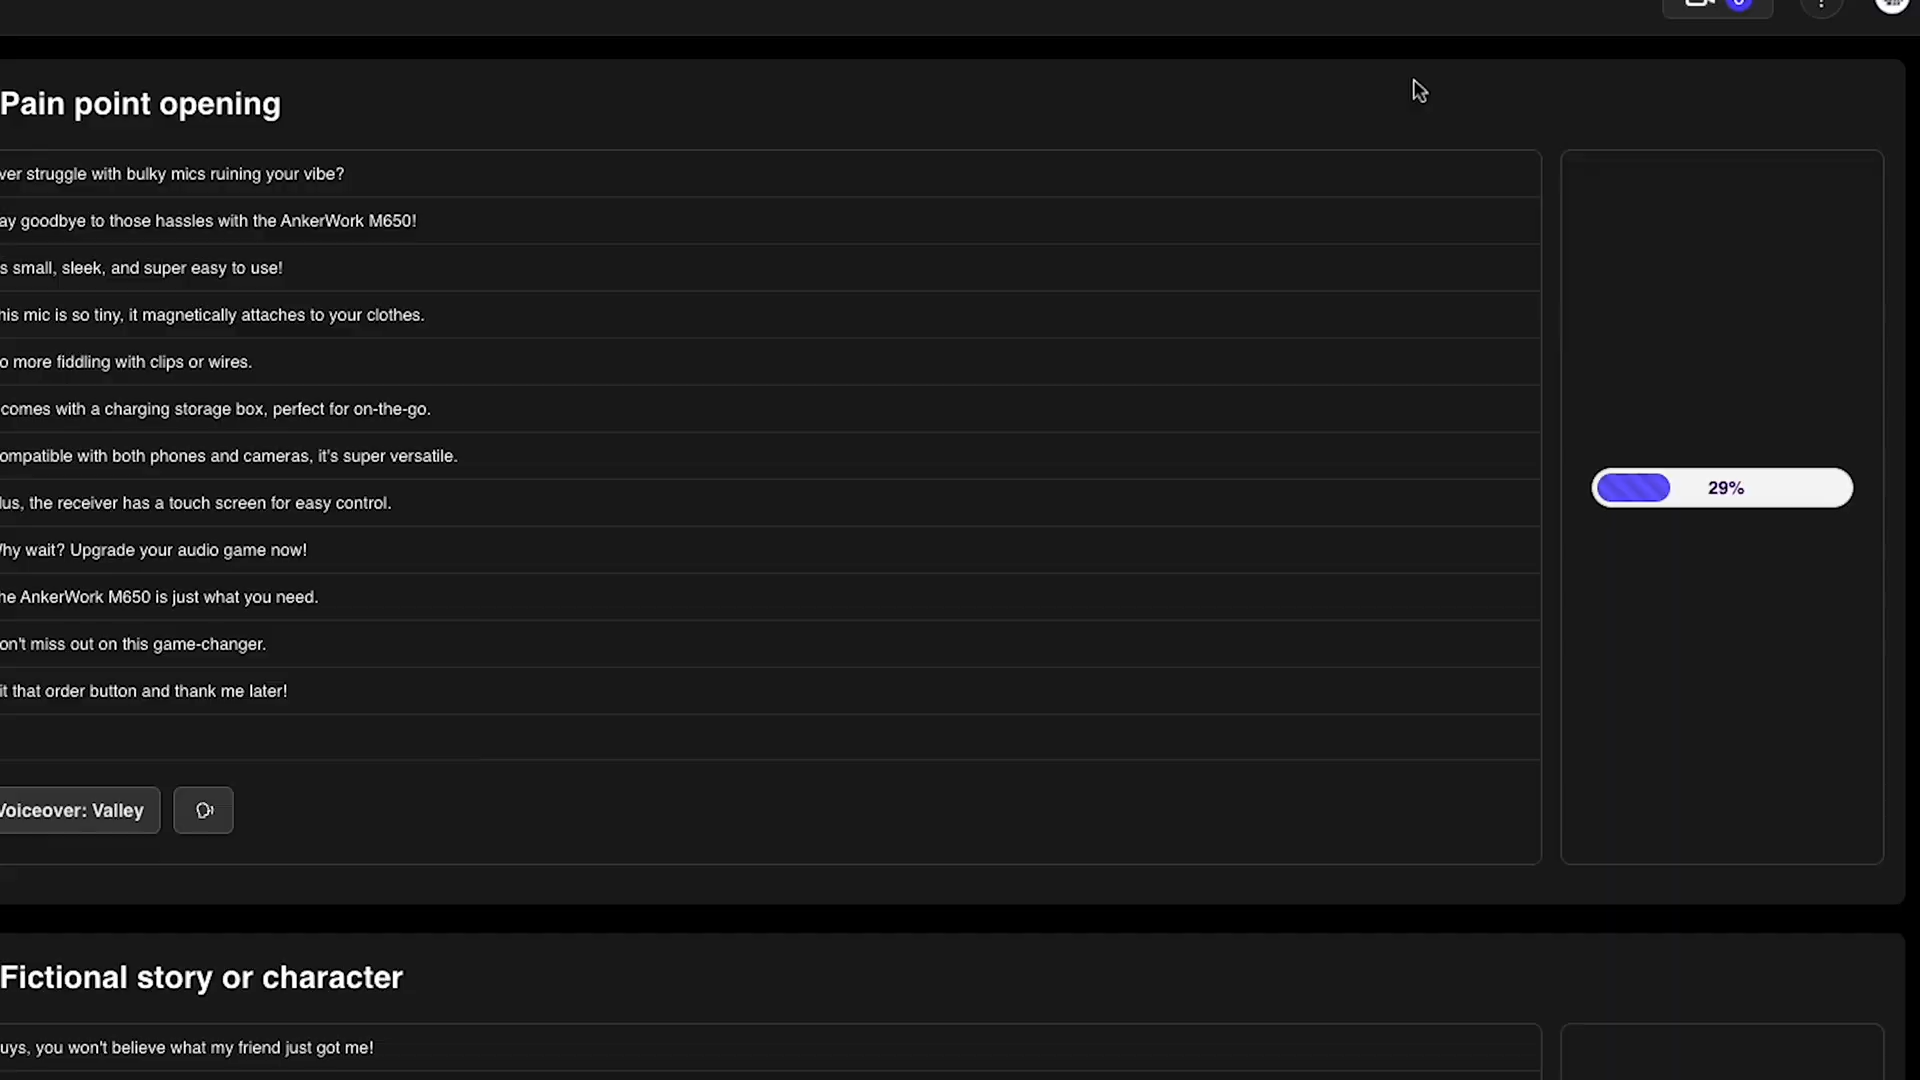 Pain point opening
ver struggle with bulky mics ruining your vibe?
ay goodbye to those hassles with the AnkerWork M650!
s small, sleek, and super easy to use!
his mic is so tiny, it magnetically attaches to your clothes.
o more fiddling with clips or wires.
comes with a charging storage box, perfect for on-the-go.
ompatible with both phones and cameras, it's super versatile.
lus, the receiver has a touch screen for easy control.
Why wait? Upgrade your audio game now!
he AnkerWork M650 is just what you need.
on't miss out on this game-changer.
it that order button and thank me later!
29%
Voiceover: Valley
Fictional story or character
uys, you won't believe what my friend just got me!